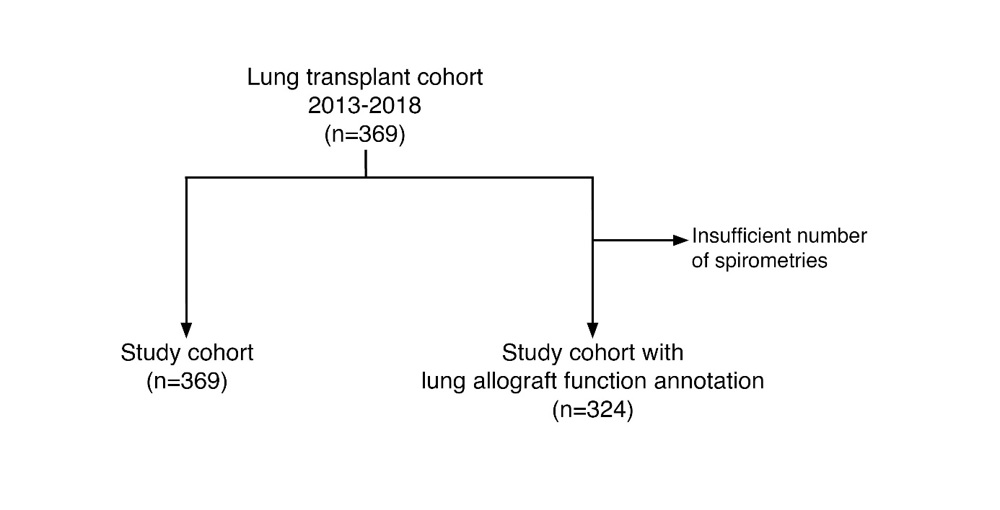 Lung transplant cohort
2013-2018
(n=369)
Insufficient number
of spirometries
Study cohort
(n=369)
Study cohort with
lung allograft function annotation
(n=324)